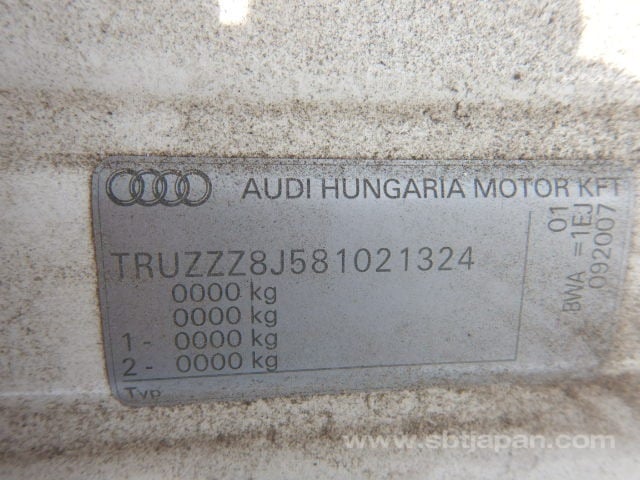 AUDI HUNGARIA MOTOR KFT
TRUZZZ8J581021324
0000 kg
0000 kg
1 - 0000 kg
2 - 0000 kg
Typ
01
BWA =1EJ
092007
www.sbtjapan.com